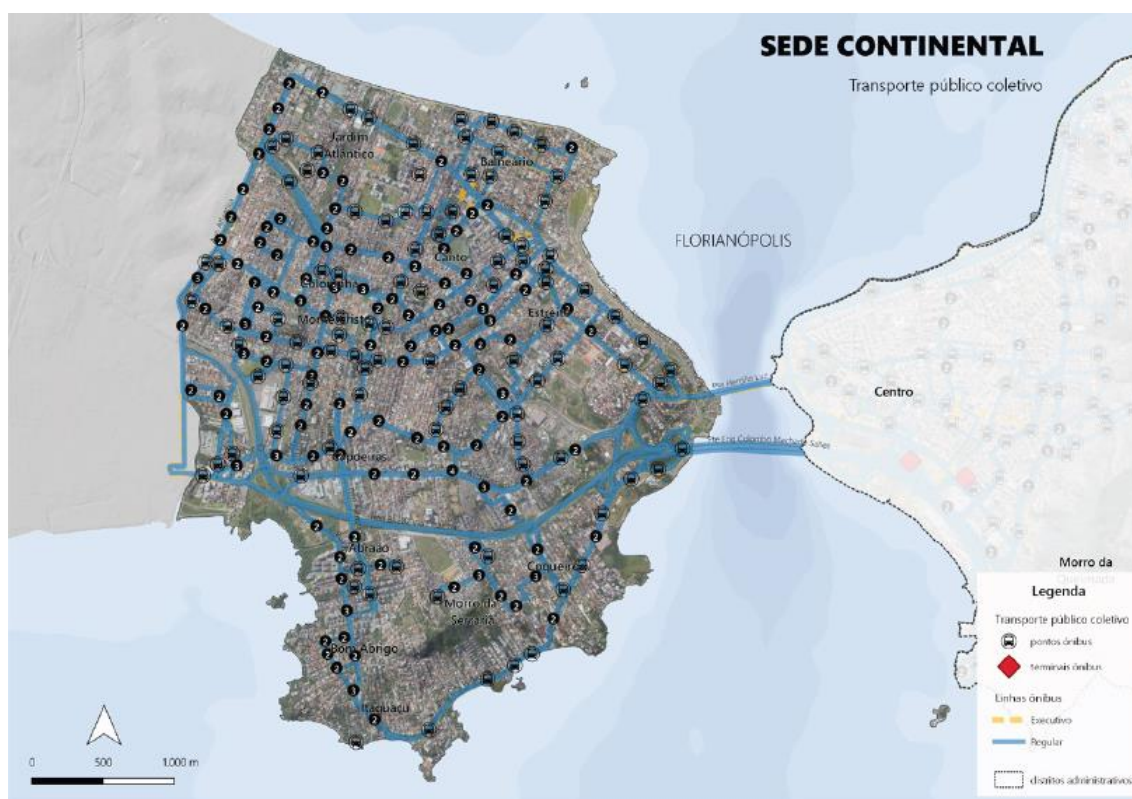 SEDE CONTINENTAL
Transporte público coletivo
Jardim
Atlântico
Balneário
FLORIANÓPOLIS
Canto
Coloninha
Monte Cristo
Estreito
Centro
Capoeiras
Abraão
Coqueiros
Morro da
Morro da
Bom Abrigo
Itaguaçu
Legenda
Transporte público coletivo
pontos ônibus
terminais ônibus
Linhas ônibus
Executivo
Regular
distritos administrativos
0 500 1.000 m